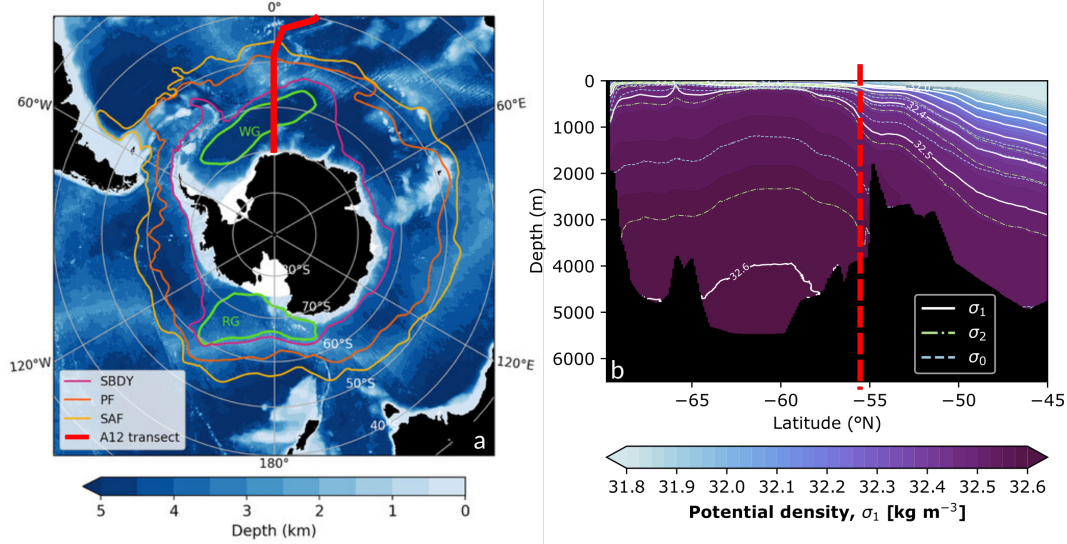 0°
60°W
60°E
WG
80°S
70°S
RG
60°S
120°W
120°E
50°S
40
SBDY
PF
SAF
A12 transect
a
180°
5 4 3 2 1 0
Depth (km)
0
1000
2000
3000
4000
5000
6000
Depth (m)
32.4
32.5
32.6
σ₁
σ₂
σ₀
b
−65 −60 −55 −50 −45
Latitude (°N)
31.8 31.9 32.0 32.1 32.2 32.3 32.4 32.5 32.6
Potential density, σ₁ [kg m⁻³]